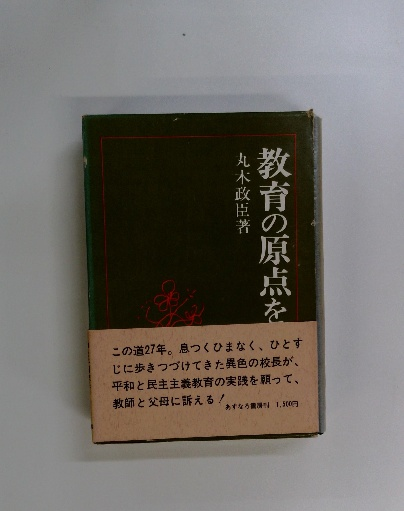 教育の原点を
丸木政臣著
この道27年。息つくひまなく、ひとす
じに歩きつづけてきた異色の校長が、
平和と民主主義教育の実践を願って、
教師と父母に訴える！
あすなろ書房刊 1,500円